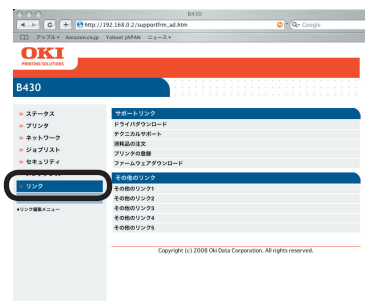 B430
http://192.168.0.2/supportfrm_ad.htm
Google
アップル▼ Amazon.co.jp Yahoo! JAPAN ニュース▼
OKI
PRINTING SOLUTIONS
B430
» ステータス
» プリンタ
» ネットワーク
» ジョブリスト
» セキュリティ
» リンク
▪リンク編集メニュー
サポートリンク
ドライバダウンロード
テクニカルサポート
消耗品の注文
プリンタの登録
ファームウェアダウンロード
その他のリンク
その他のリンク1
その他のリンク2
その他のリンク3
その他のリンク4
その他のリンク5
Copyright (c) 2008 Oki Data Corporation. All rights reserved.